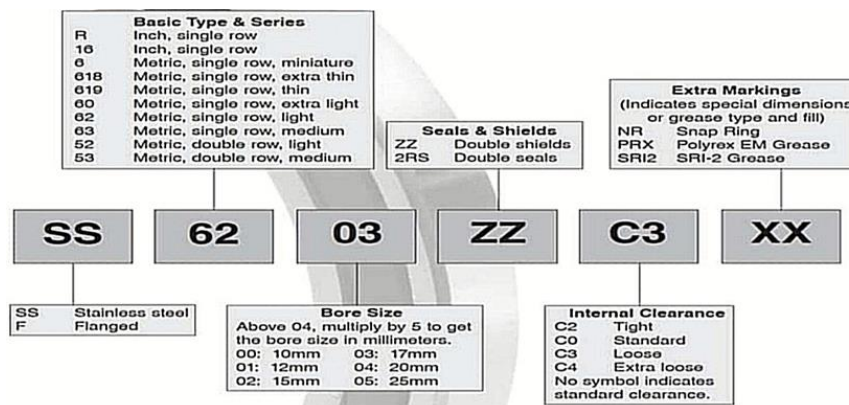 Basic Type & Series
R Inch, single row
16 Inch, single row
6 Metric, single row, miniature
618 Metric, single row, extra thin
619 Metric, single row, thin
60 Metric, single row, extra light
62 Metric, single row, light
63 Metric, single row, medium
52 Metric, double row, light
53 Metric, double row, medium
Seals & Shields
ZZ Double shields
2RS Double seals
Extra Markings
(Indicates special dimensions
or grease type and fill)
NR Snap Ring
PRX Polyrex EM Grease
SRI2 SRI-2 Grease
SS 62 03 ZZ C3 XX
SS Stainless steel
F Flanged
Bore Size
Above 04, multiply by 5 to get
the bore size in millimeters.
00: 10mm 03: 17mm
01: 12mm 04: 20mm
02: 15mm 05: 25mm
Internal Clearance
C2 Tight
C0 Standard
C3 Loose
C4 Extra loose
No symbol indicates
standard clearance.